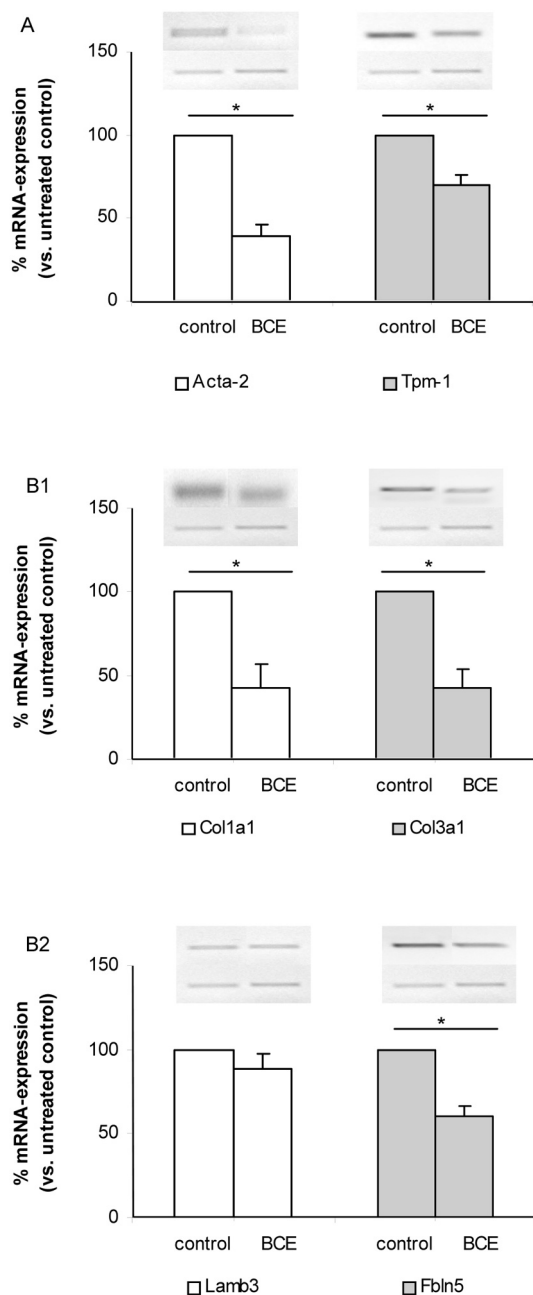 A
150
100
50
0
% mRNA-expression
(vs. untreated control)
* *
control BCE control BCE
Acta-2 Tpm-1
B1
150
100
50
0
% mRNA-expression
(vs. untreated control)
* *
control BCE control BCE
Col1a1 Col3a1
B2
150
100
50
0
% mRNA-expression
(vs. untreated control)
*
control BCE control BCE
Lamb3 Fbln5